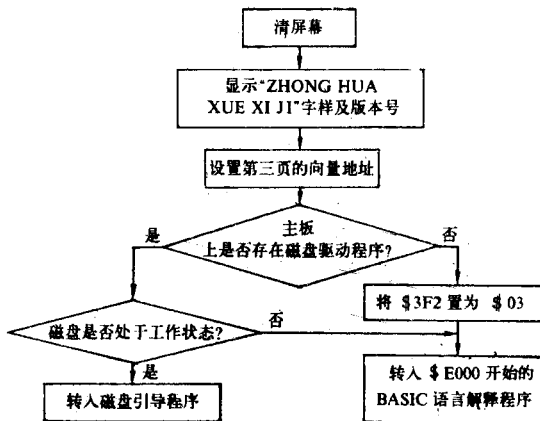 清屏幕
显示“ZHONG HUA
XUE XI JI”字样及版本号
设置第三页的向量地址
主板
上是否存在磁盘驱动程序?
是
否
将 $3F2 置为 $03
磁盘是否处于工作状态?
否
是
转入磁盘引导程序
转入 $E000 开始的
BASIC 语言解释程序